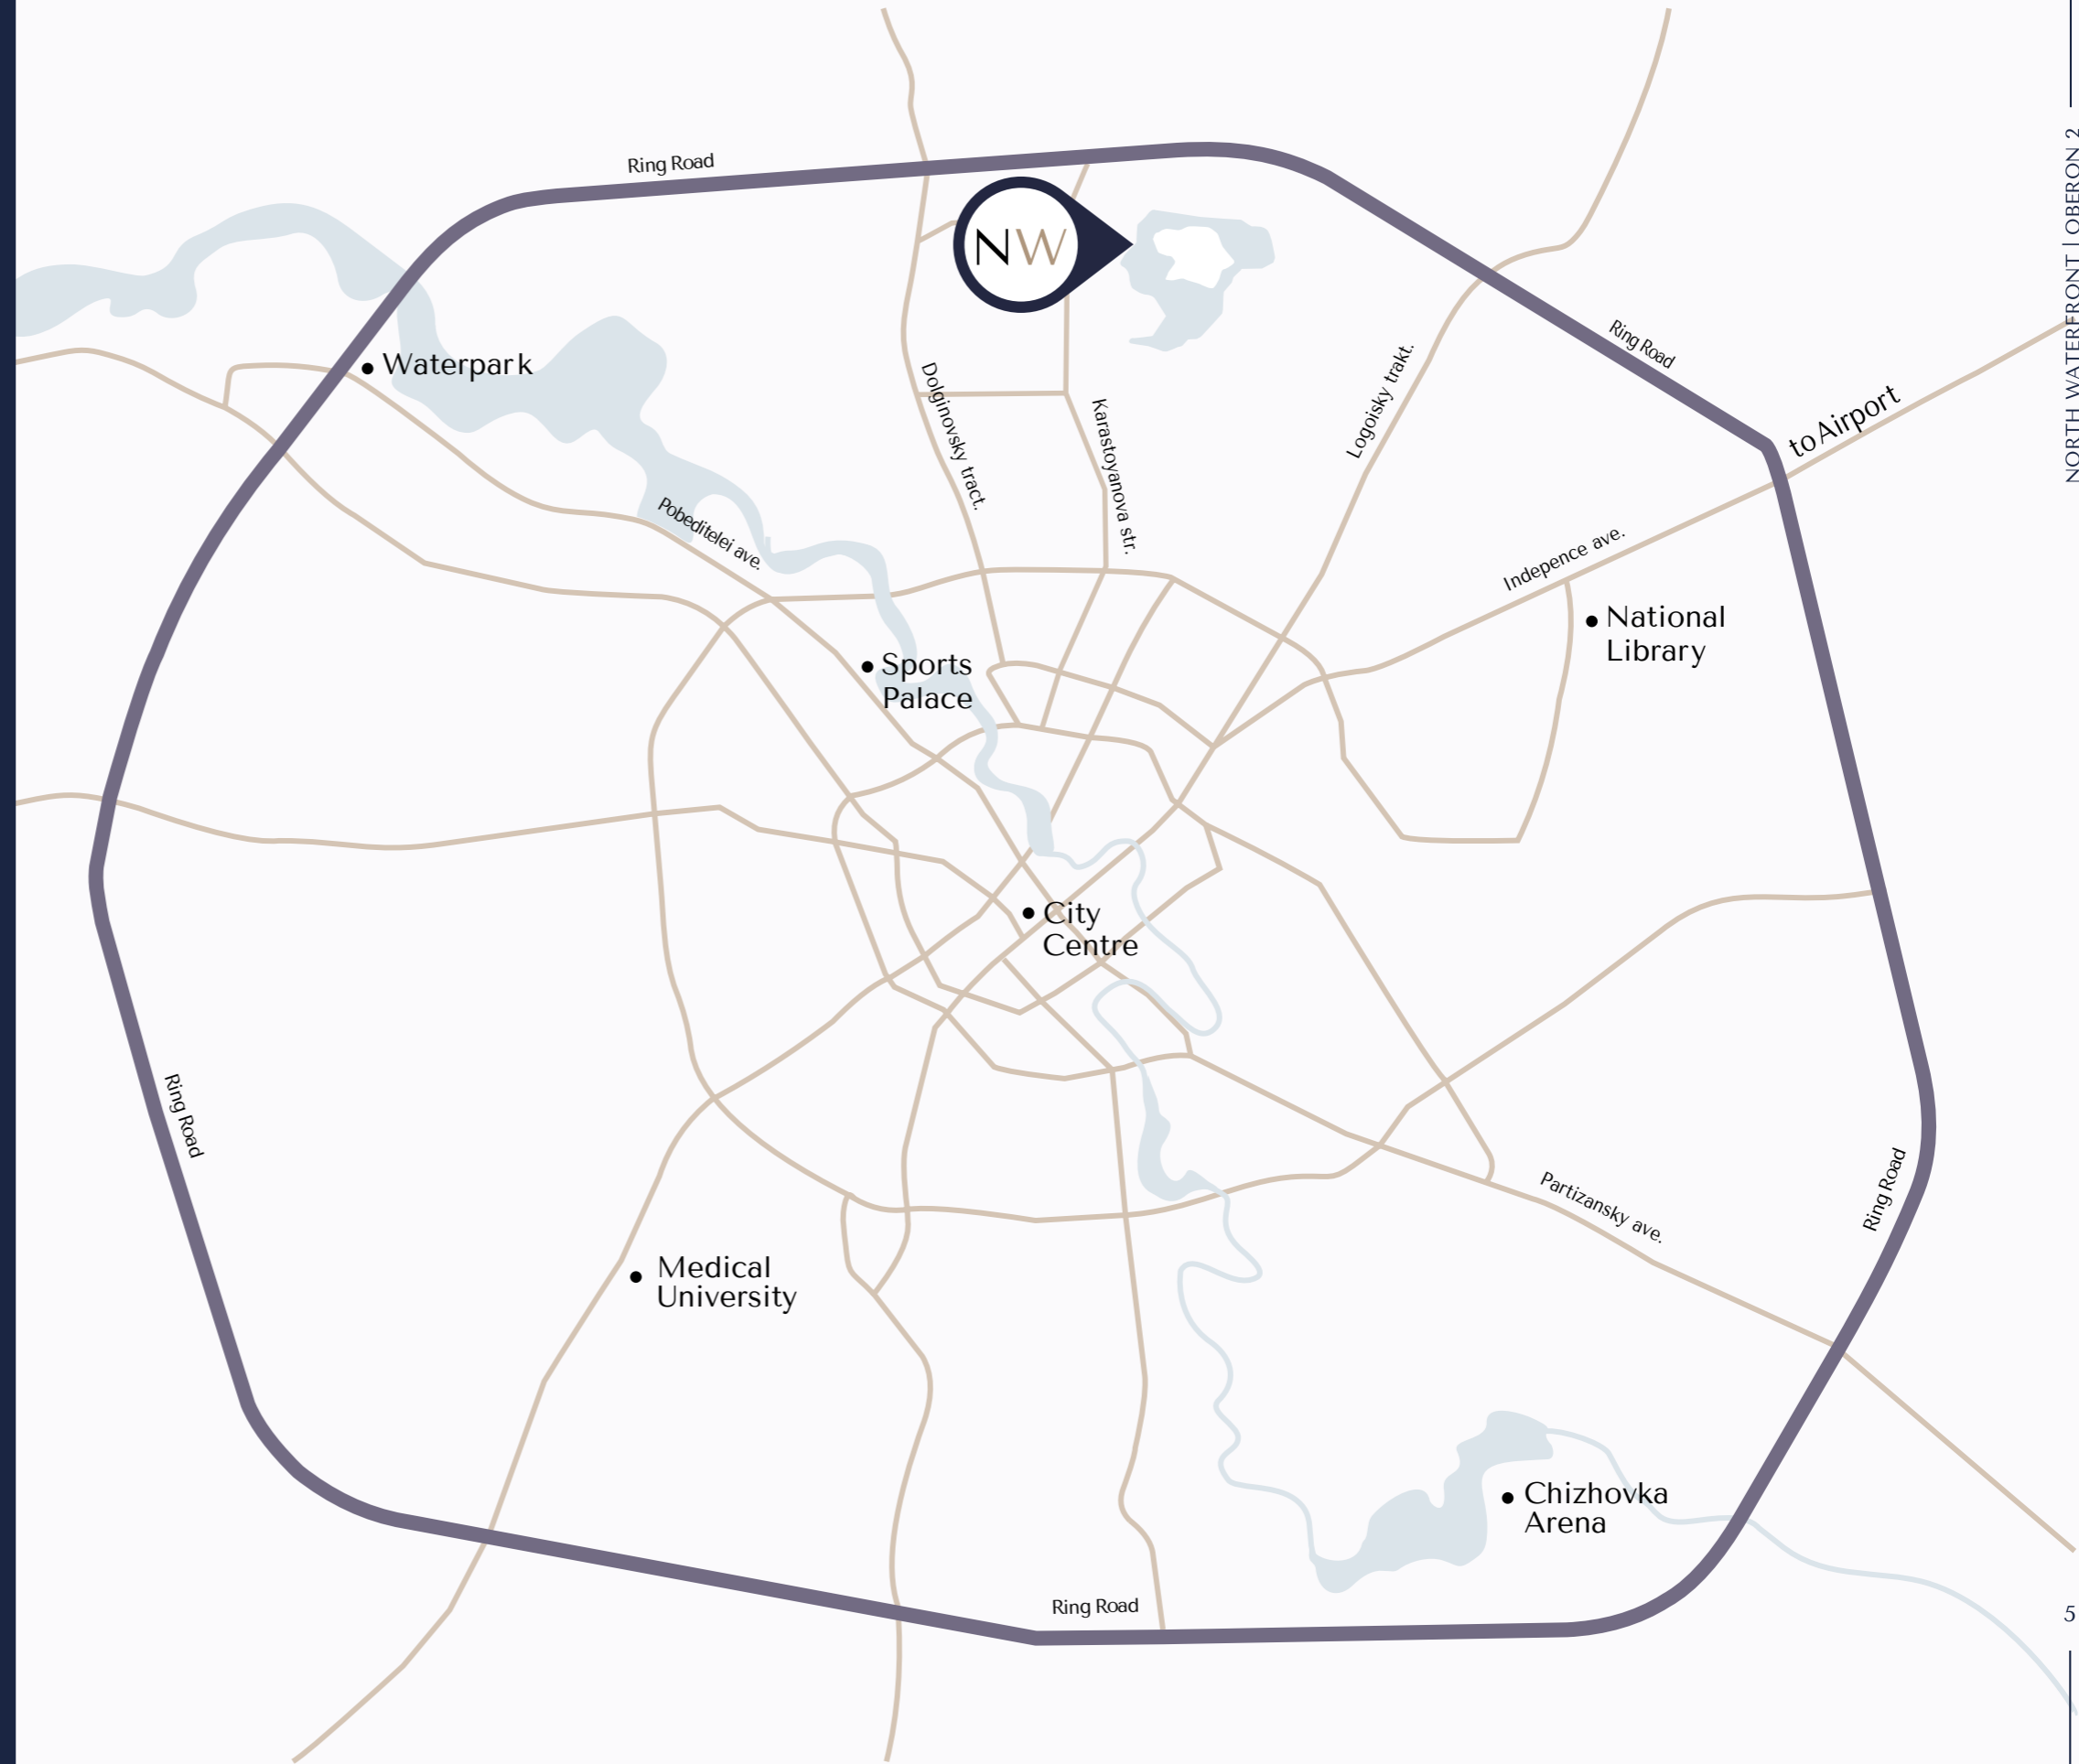 Ring Road
NORTH WATERFRONT | OBERON 2
NW
Ring Road
Waterpark
Dolginovsky tract.
Karastoyanova str.
Logoisky trakt.
to Airport
Pobeditelei ave.
Indepence ave.
National
Library
Sports
Palace
City
Centre
Ring Road
Ring Road
Partizansky ave.
Medical
University
Chizhovka
Arena
Ring Road
5